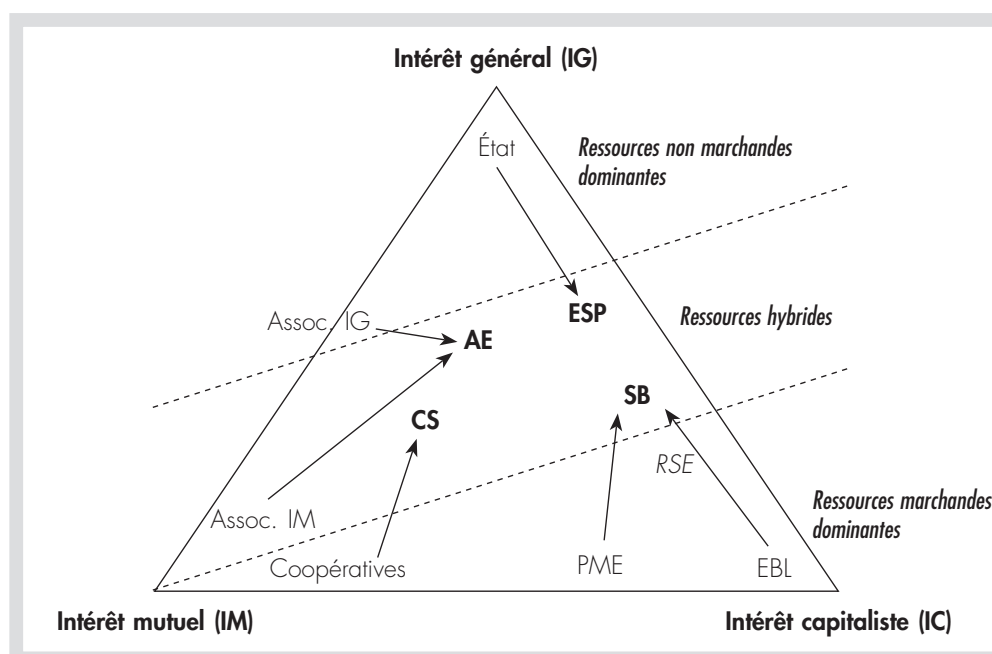 Intérêt général (IG)
État
Ressources non marchandes
dominantes
Assoc. IG
ESP
Ressources hybrides
AE
SB
CS
RSE
Assoc. IM
Ressources marchandes
dominantes
Coopératives
PME
EBL
Intérêt mutuel (IM)
Intérêt capitaliste (IC)